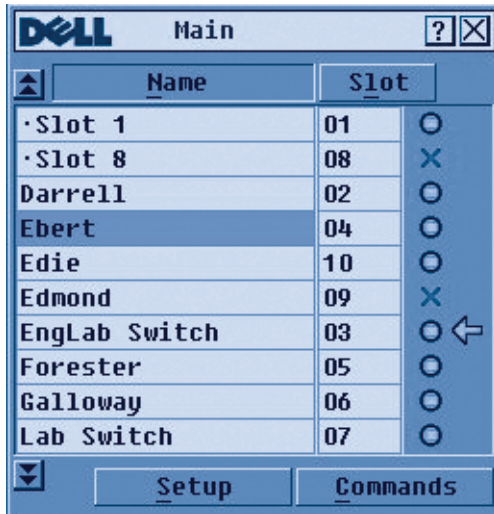 DELL Main ? X
Name Slot
·Slot 1 01
·Slot 8 08 X
Darrell 02
Ebert 04
Edie 10
Edmond 09 X
EngLab Switch 03
Forester 05
Galloway 06
Lab Switch 07
Setup Commands